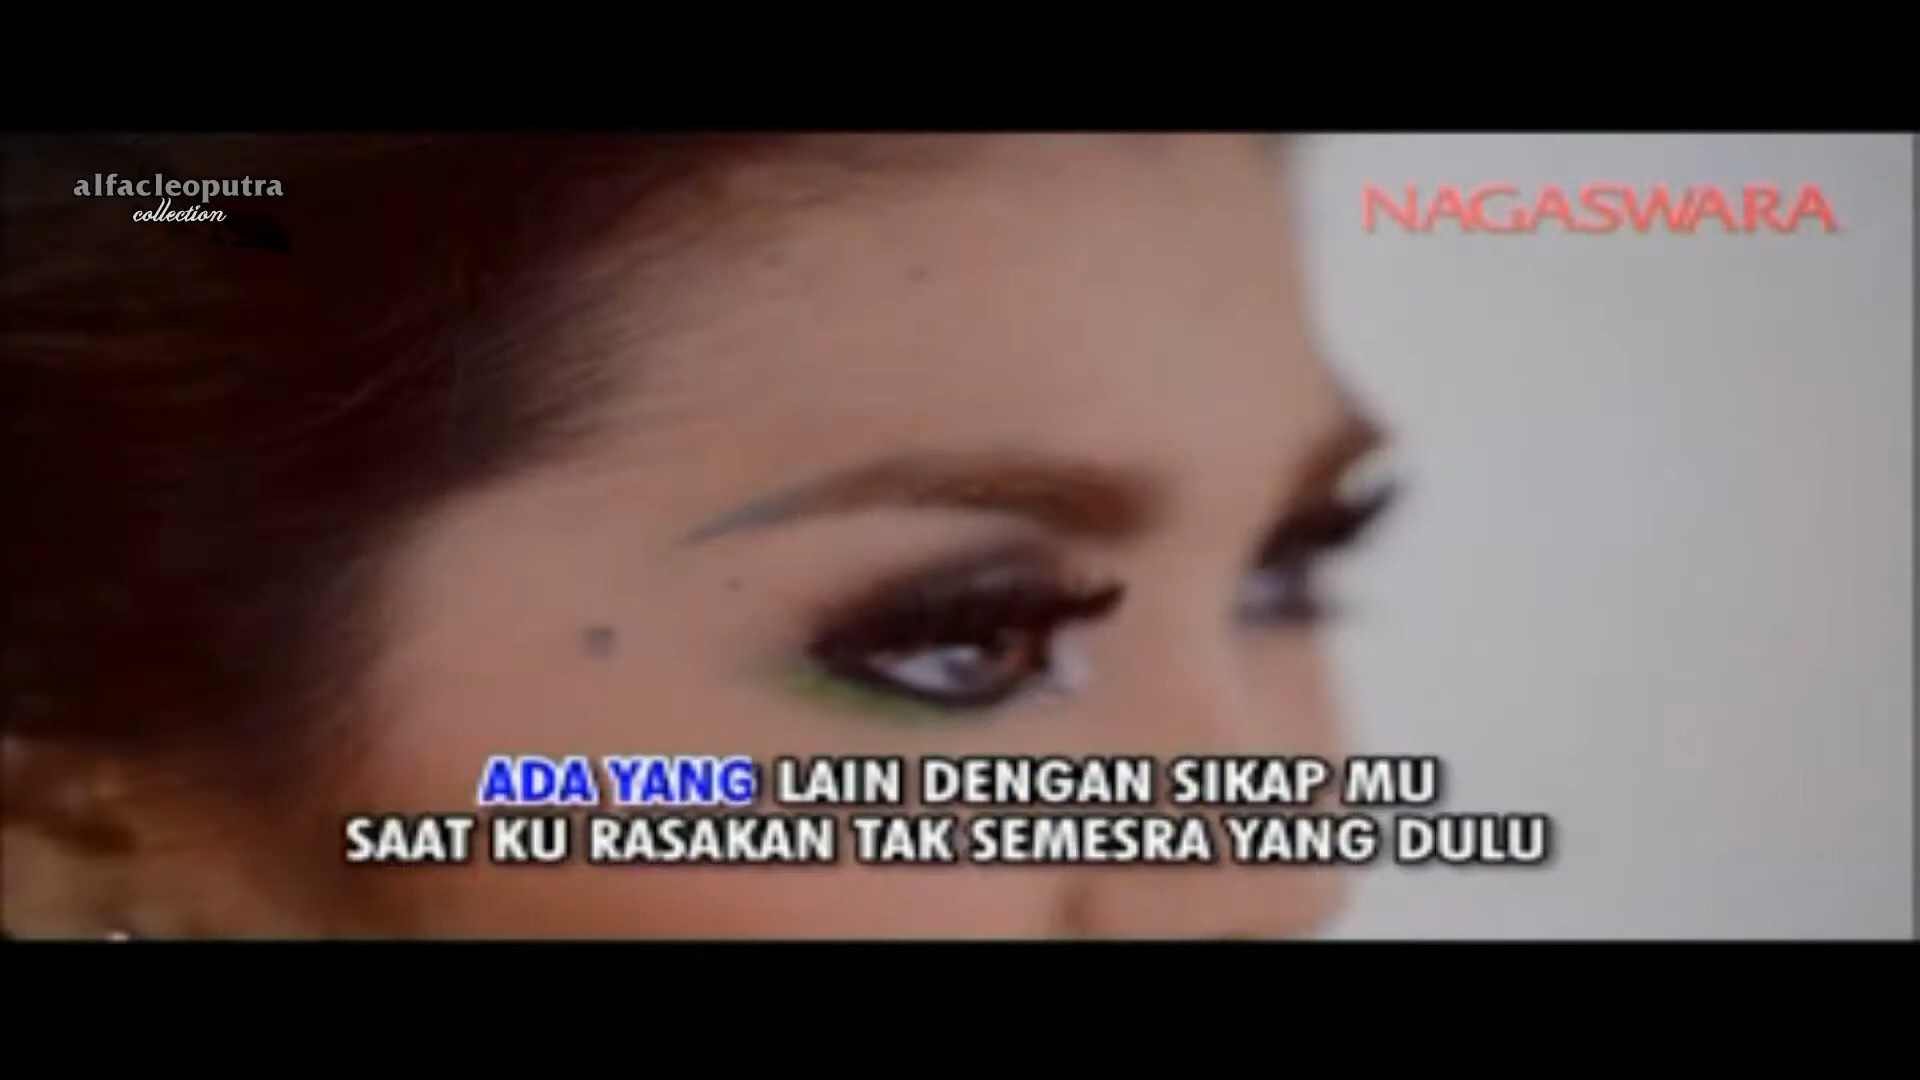 alfacleoputra
collection
NAGASWARA
ADA YANG LAIN DENGAN SIKAP MU
SAAT KU RASAKAN TAK SEMESRA YANG DULU